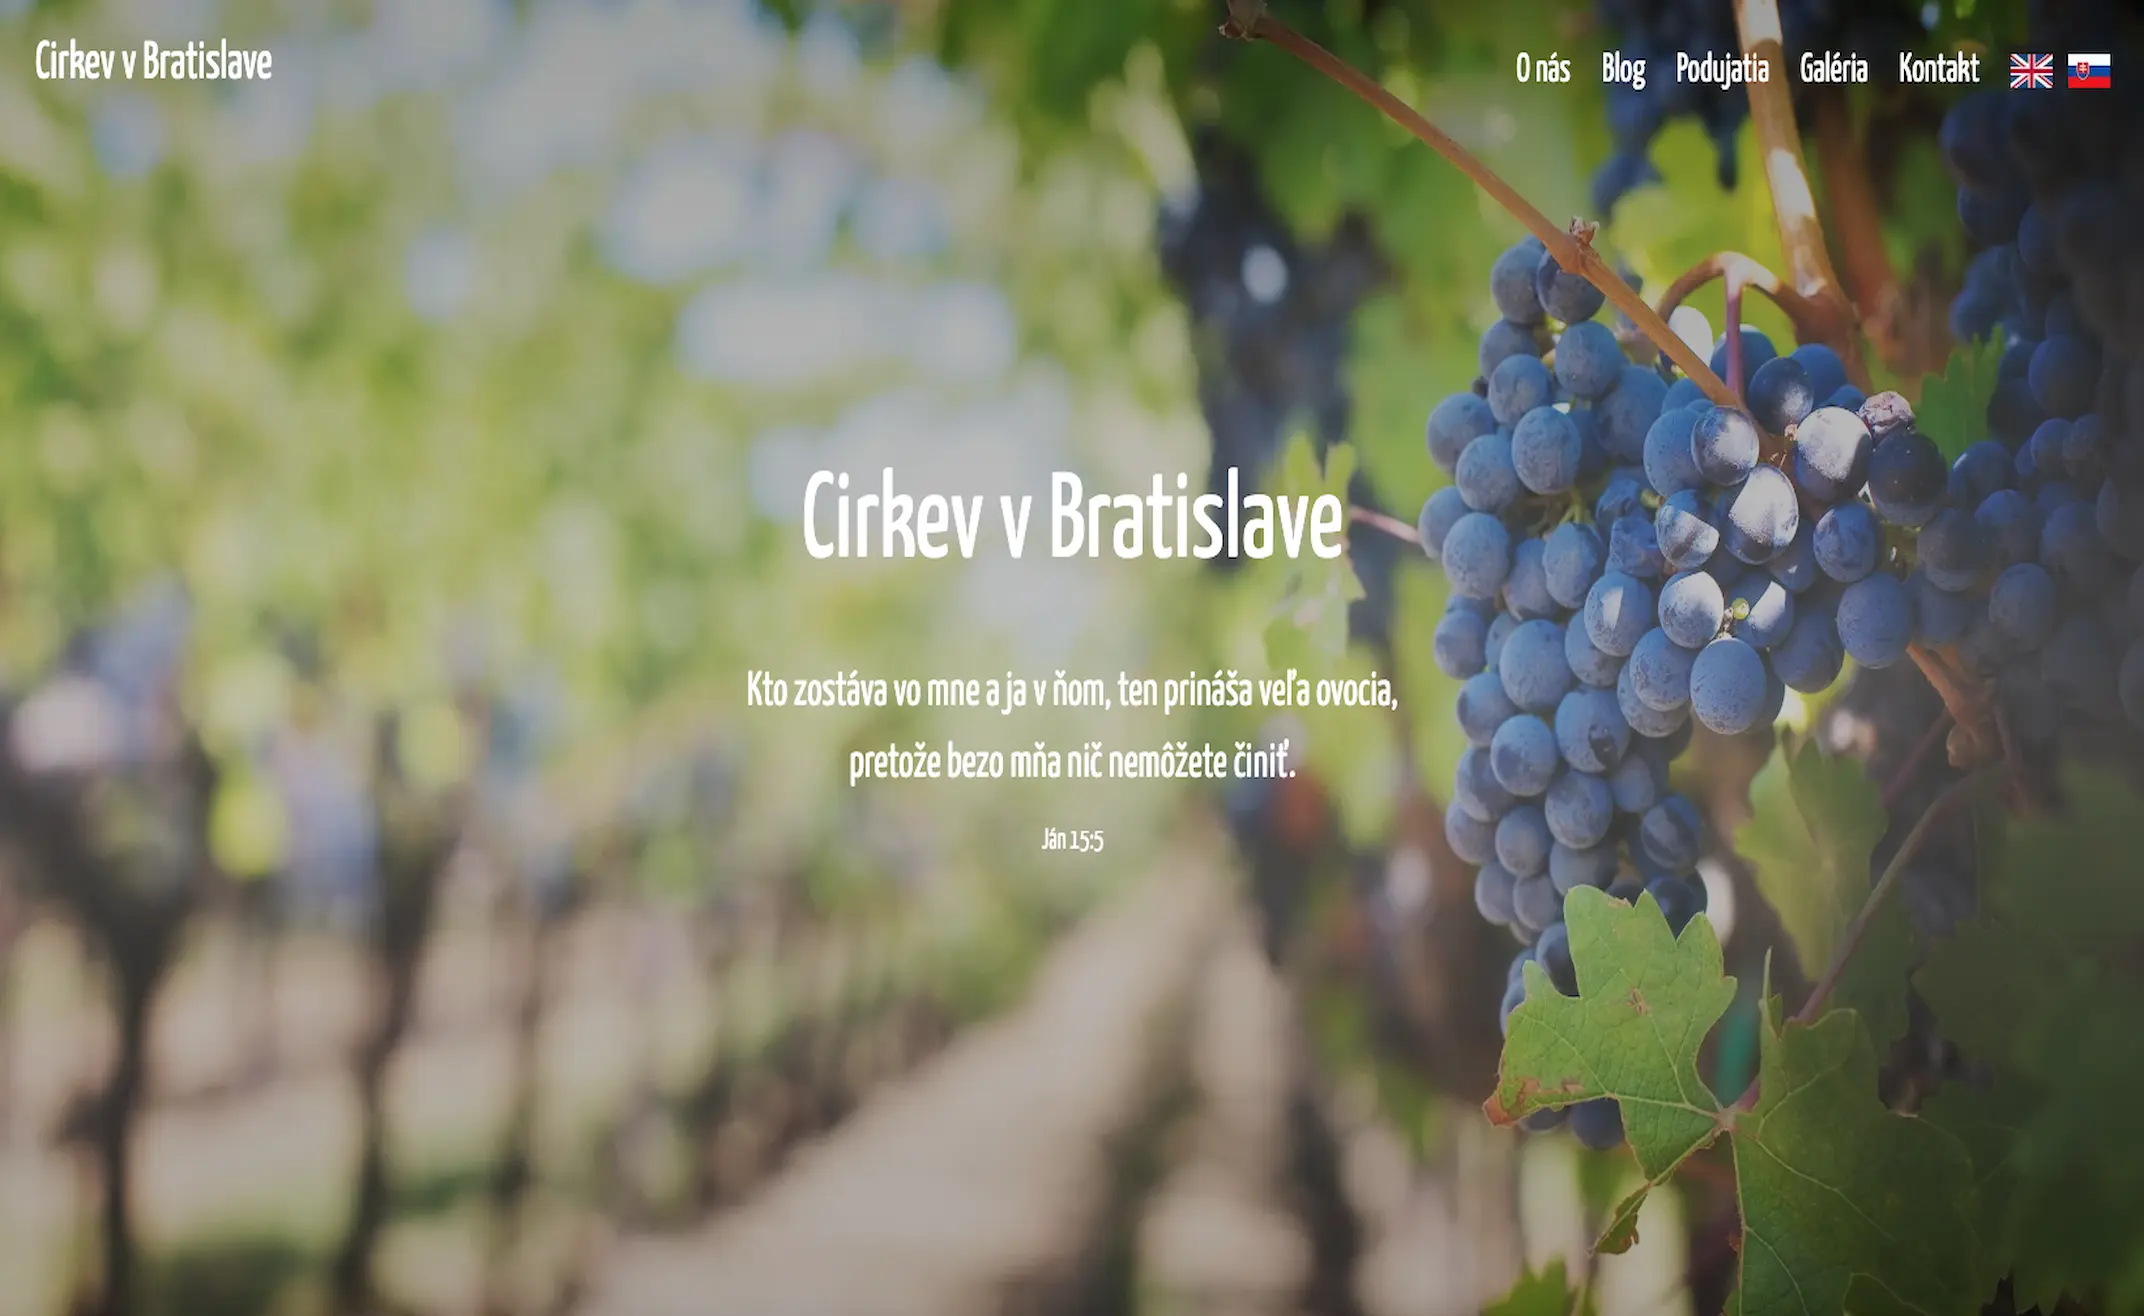 Cirkev v Bratislave
O nás Blog Podujatia Galéria Kontakt
Cirkev v Bratislave
Kto zostáva vo mne a ja v ňom, ten prináša veľa ovocia,
pretože bezo mňa nič nemôžete činiť.
Ján 15:5